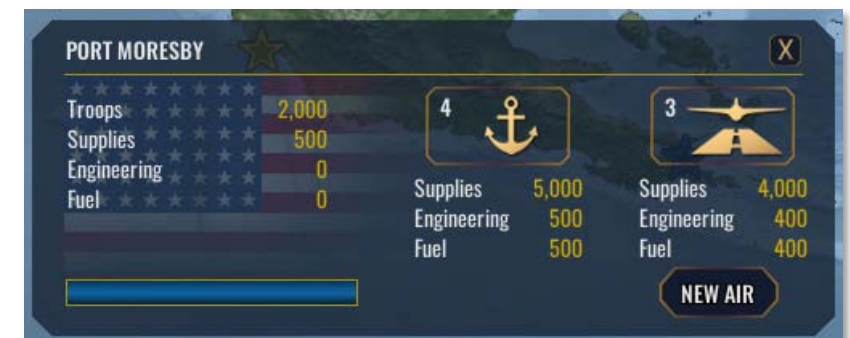 PORT MORESBY X
Troops 2,000
Supplies 500
Engineering 0
Fuel 0
4
Supplies 5,000
Engineering 500
Fuel 500
3
Supplies 4,000
Engineering 400
Fuel 400
NEW AIR